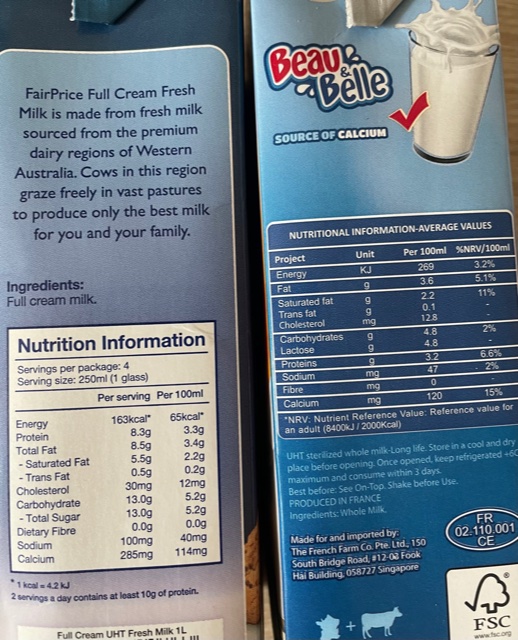 FairPrice Full Cream Fresh
Milk is made from fresh milk
sourced from the premium
dairy regions of Western
Australia. Cows in this region
graze freely in vast pastures
to produce only the best milk
for you and your family.
Ingredients:
Full cream milk.
Nutrition Information
Servings per package: 4
Serving size: 250ml (1 glass)
Per serving Per 100ml
Energy 163kcal* 65kcal*
Protein 8.3g 3.3g
Total Fat 8.5g 3.4g
- Saturated Fat 5.5g 2.2g
- Trans Fat 0.5g 0.2g
Cholesterol 30mg 12mg
Carbohydrate 13.0g 5.2g
- Total Sugar 13.0g 5.2g
Dietary Fibre 0.0g 0.0g
Sodium 100mg 40mg
Calcium 285mg 114mg
* 1 kcal = 4.2 kJ
2 servings a day contains at least 10g of protein.
Full Cream UHT Fresh Milk 1L
Beau &
Belle
SOURCE OF CALCIUM
NUTRITIONAL INFORMATION-AVERAGE VALUES
Project Unit Per 100ml %NRV/100ml
Energy KJ 269 3.2%
Fat g 3.6 5.1%
Saturated fat g 2.2 11%
Trans fat g 0.1 -
Cholesterol mg 12.8 -
Carbohydrates g 4.8 2%
Lactose g 4.8 -
Proteins g 3.2 6.6%
Sodium mg 47 2%
Fibre mg 0 -
Calcium mg 120 15%
*NRV: Nutrient Reference Value: Reference value for
an adult (8400kJ / 2000Kcal)
UHT sterilized whole milk-Long life. Store in a cool and dry
place before opening. Once opened, keep refrigerated +6C
maximum and consume within 3 days.
Best before: See On-Top. Shake before Use.
PRODUCED IN FRANCE
Ingredients: Whole Milk.
Made for and imported by:
The French Farm Co. Pte. Ltd., 150
South Bridge Road, #12-03 Fook
Hai Building, 058727 Singapore
FR
02.110.001
CE
+
FSC
www.fsc.org